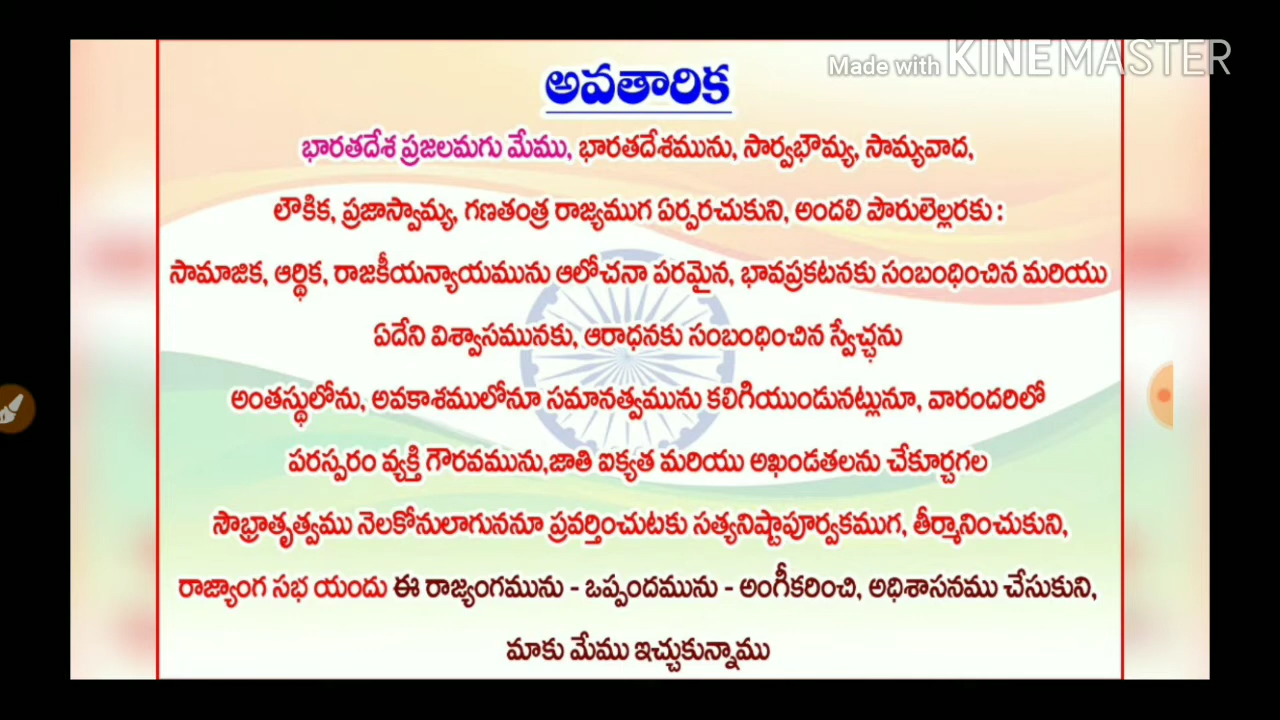 Made with KINEMASTER
అవతారిక
భారతదేశ ప్రజలమగు మేము, భారతదేశమును, సార్వభౌమ్య, సామ్యవాద,
లౌకిక, ప్రజాస్వామ్య, గణతంత్ర రాజ్యముగ ఏర్పరచుకుని, అందలి పౌరులెల్లరకు :
సామాజిక, ఆర్థిక, రాజకీయన్యాయమును ఆలోచనా పరమైన, భావప్రకటనకు సంబంధించిన మరియు
ఏదేని విశ్వాసమునకు, ఆరాధనకు సంబంధించిన స్వేచ్ఛను
అంతస్థులోను, అవకాశములోనూ సమానత్వమును కలిగియుండునట్లునూ, వారందరిలో
పరస్పరం వ్యక్తి గౌరవమును,జాతి ఐక్యత మరియు అఖండతలను చేకూర్చగల
సౌభ్రాతృత్వము నెలకోనులాగుననూ ప్రవర్తించుటకు సత్యనిష్టాపూర్వకముగ, తీర్మానించుకుని,
రాజ్యాంగ సభ యందు ఈ రాజ్యంగమును - ఒప్పందమును - అంగీకరించి, అధిశాసనము చేసుకుని,
మాకు మేము ఇచ్చుకున్నాము